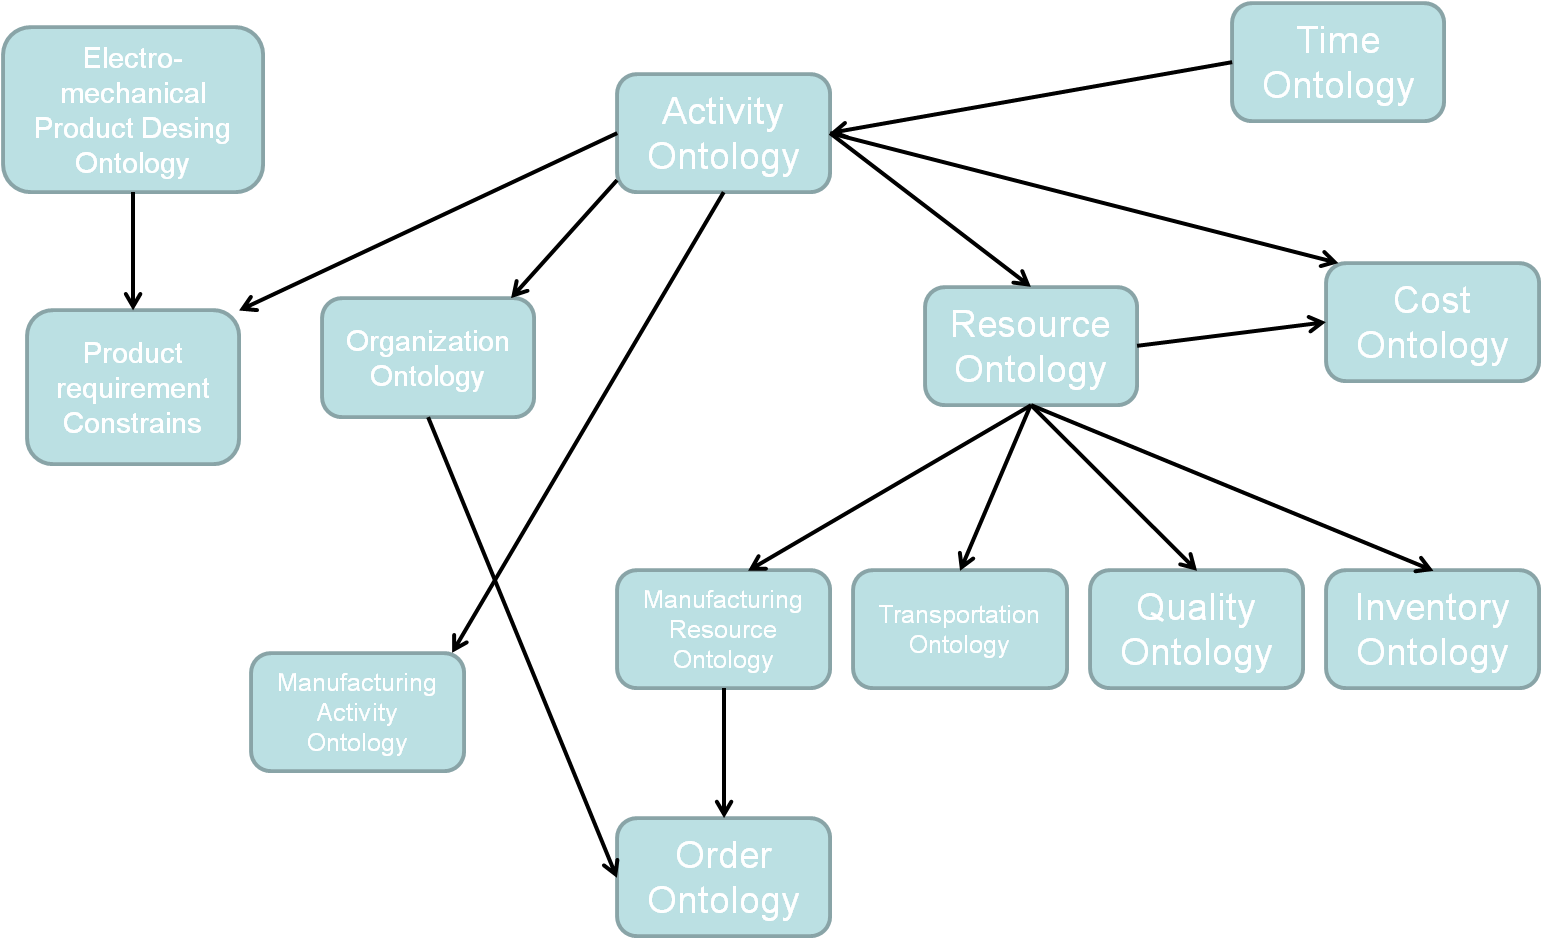 Electro-
mechanical
Product Desing
Ontology
Activity
Ontology
Time
Ontology
Product
requirement
Constrains
Organization
Ontology
Resource
Ontology
Cost
Ontology
Manufacturing
Activity
Ontology
Manufacturing
Resource
Ontology
Transportation
Ontology
Quality
Ontology
Inventory
Ontology
Order
Ontology